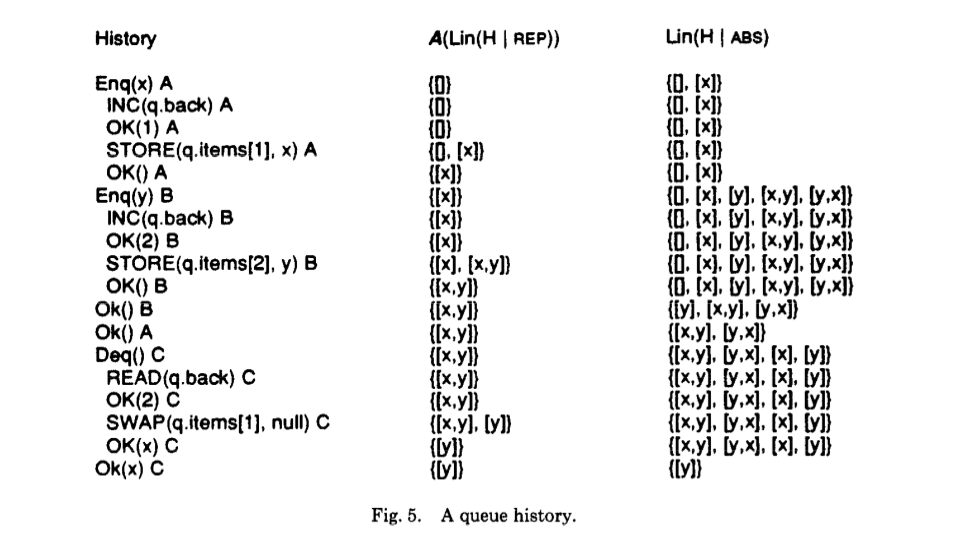 History A(Lin(H | REP)) Lin(H | ABS)
Enq(x) A {[]} {[], [x]}
INC(q.back) A {[]} {[], [x]}
OK(1) A {[]} {[], [x]}
STORE(q.items[1], x) A {[], [x]} {[], [x]}
OK() A {[x]} {[], [x]}
Enq(y) B {[x]} {[], [x], [y], [x,y], [y,x]}
INC(q.back) B {[x]} {[], [x], [y], [x,y], [y,x]}
OK(2) B {[x]} {[], [x], [y], [x,y], [y,x]}
STORE(q.items[2], y) B {[x], [x,y]} {[], [x], [y], [x,y], [y,x]}
OK() B {[x,y]} {[], [x], [y], [x,y], [y,x]}
Ok() B {[x,y]} {[y], [x,y], [y,x]}
Ok() A {[x,y]} {[x,y], [y,x]}
Deq() C {[x,y]} {[x,y], [y,x], [x], [y]}
READ(q.back) C {[x,y]} {[x,y], [y,x], [x], [y]}
OK(2) C {[x,y]} {[x,y], [y,x], [x], [y]}
SWAP(q.items[1], null) C {[x,y], [y]} {[x,y], [y,x], [x], [y]}
OK(x) C {[y]} {[x,y], [y,x], [x], [y]}
Ok(x) C {[y]} {[y]}
Fig. 5. A queue history.